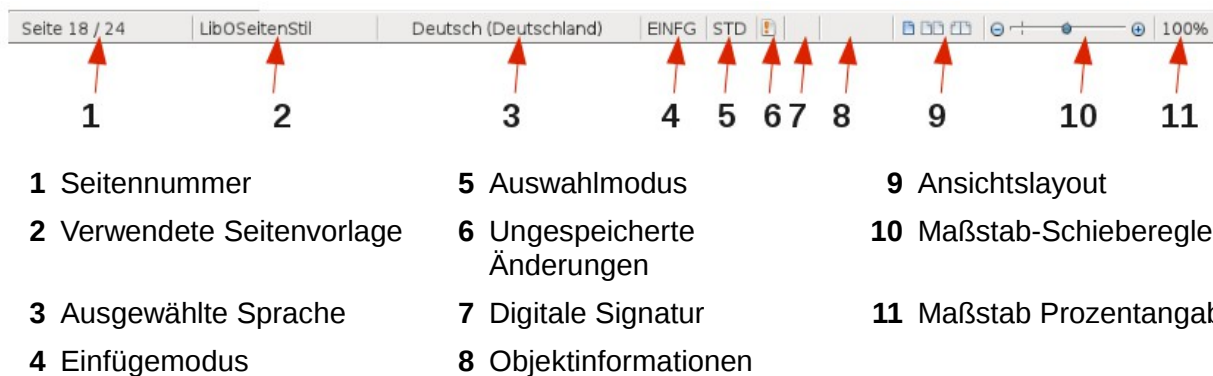 Seite 18 / 24 LibOSeitenStil Deutsch (Deutschland) EINFG STD 100%
1 2 3 4 5 6 7 8 9 10 11
1 Seitennummer
2 Verwendete Seitenvorlage
3 Ausgewählte Sprache
4 Einfügemodus
5 Auswahlmodus
6 Ungespeicherte
Änderungen
7 Digitale Signatur
8 Objektinformationen
9 Ansichtslayout
10 Maßstab-Schieberegle
11 Maßstab Prozentangab